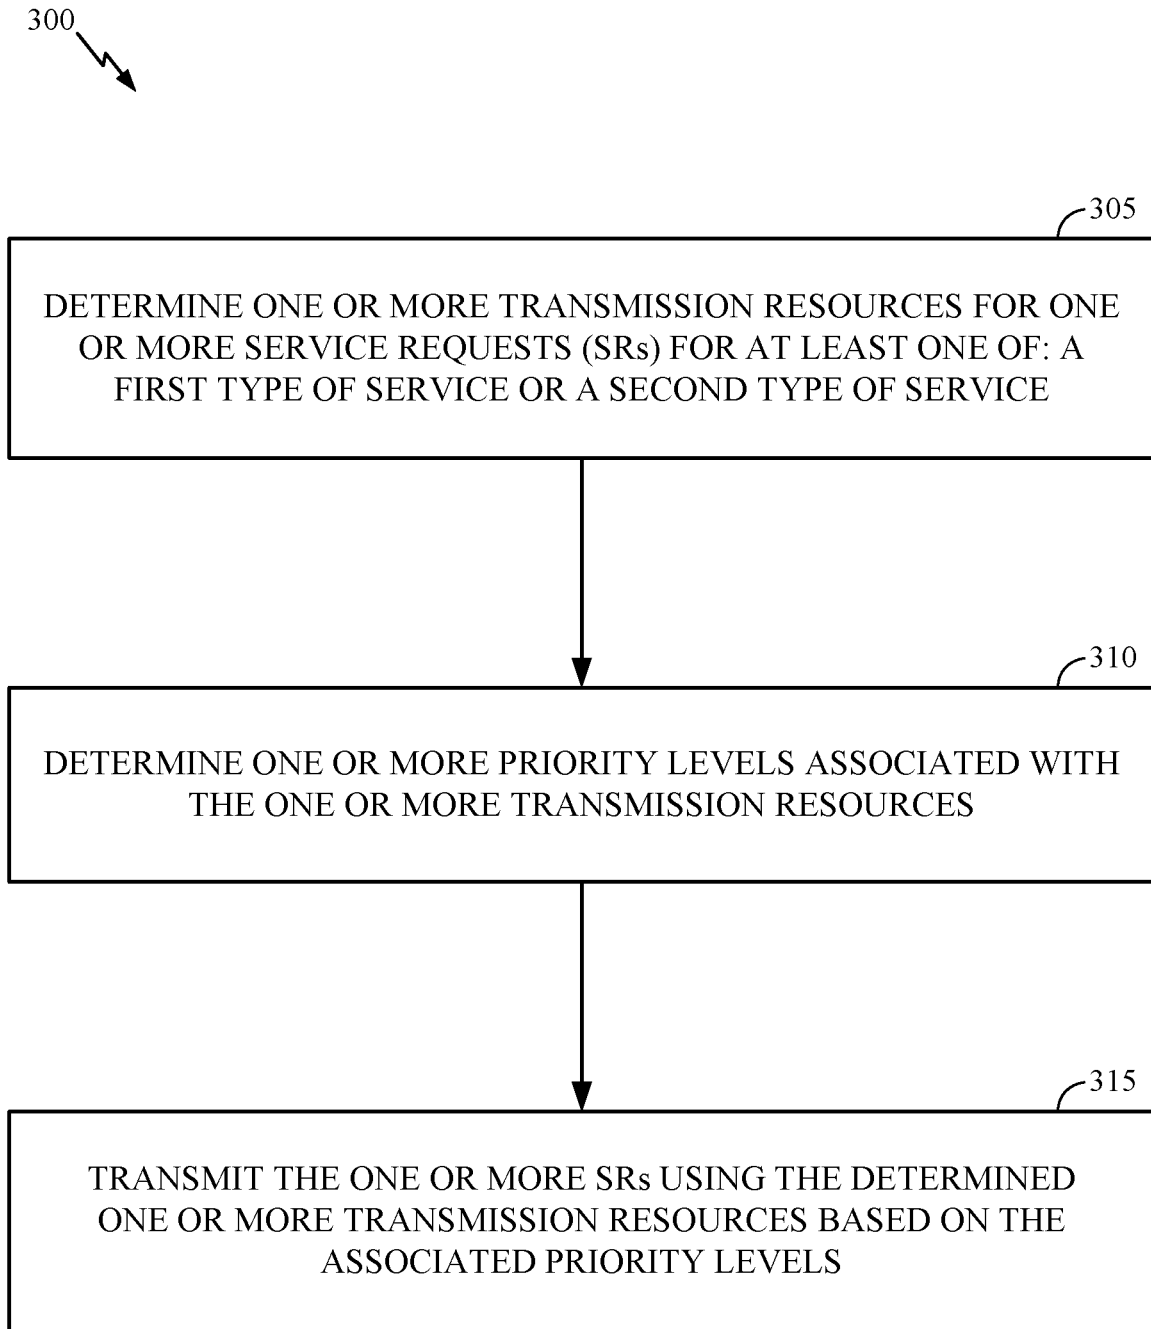 300
305
DETERMINE ONE OR MORE TRANSMISSION RESOURCES FOR ONE
OR MORE SERVICE REQUESTS (SRs) FOR AT LEAST ONE OF: A
FIRST TYPE OF SERVICE OR A SECOND TYPE OF SERVICE
310
DETERMINE ONE OR MORE PRIORITY LEVELS ASSOCIATED WITH
THE ONE OR MORE TRANSMISSION RESOURCES
315
TRANSMIT THE ONE OR MORE SRs USING THE DETERMINED
ONE OR MORE TRANSMISSION RESOURCES BASED ON THE
ASSOCIATED PRIORITY LEVELS